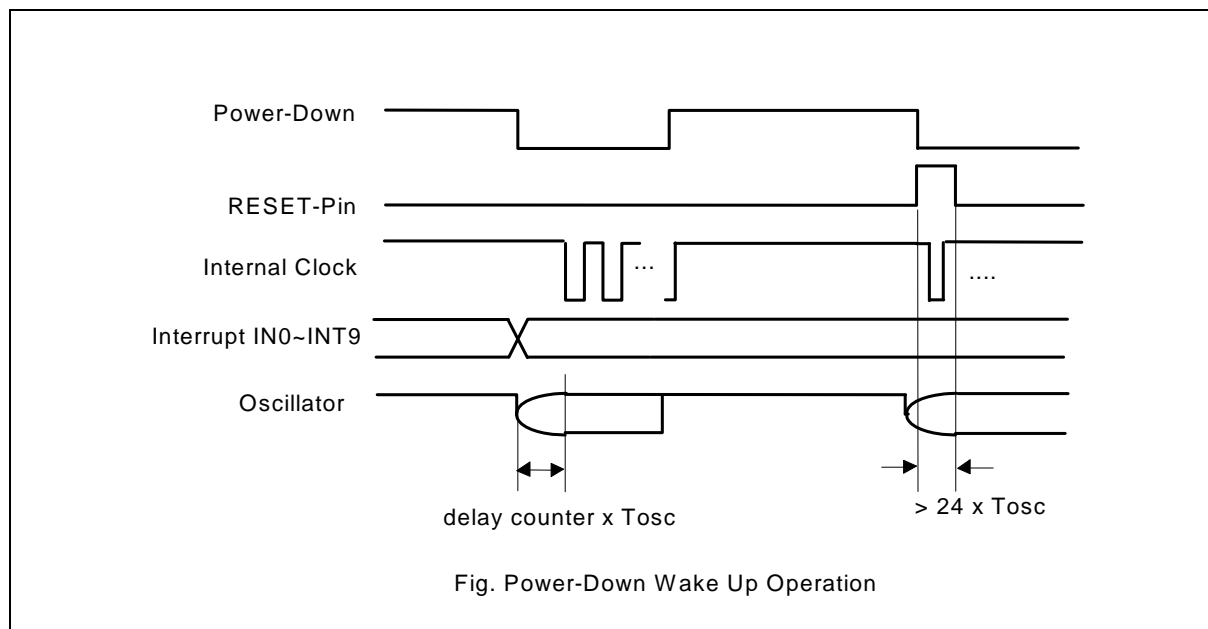 Power-Down
RESET-Pin
Internal Clock
...
....
Interrupt IN0~INT9
Oscillator
delay counter x Tosc
> 24 x Tosc
Fig. Power-Down Wake Up Operation